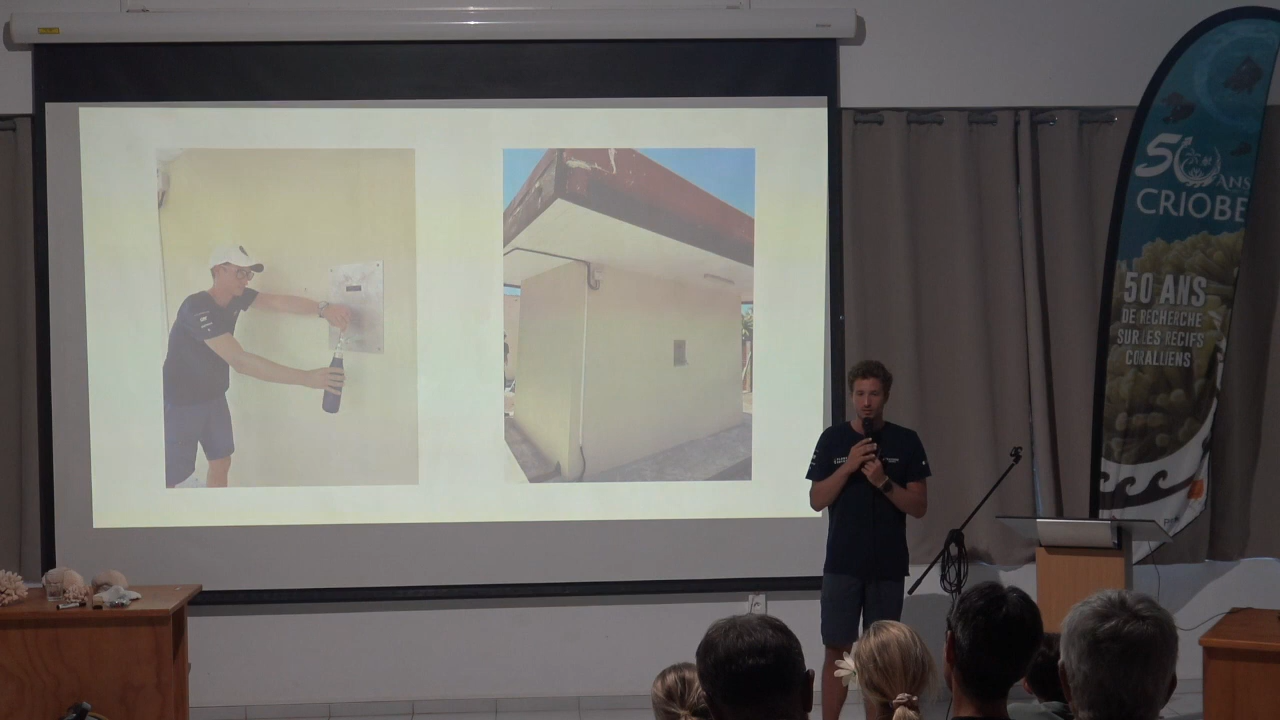 50 ANS
CRIOBE
50 ANS
DE RECHERCHE
SUR LES RECIFS
CORALLIENS